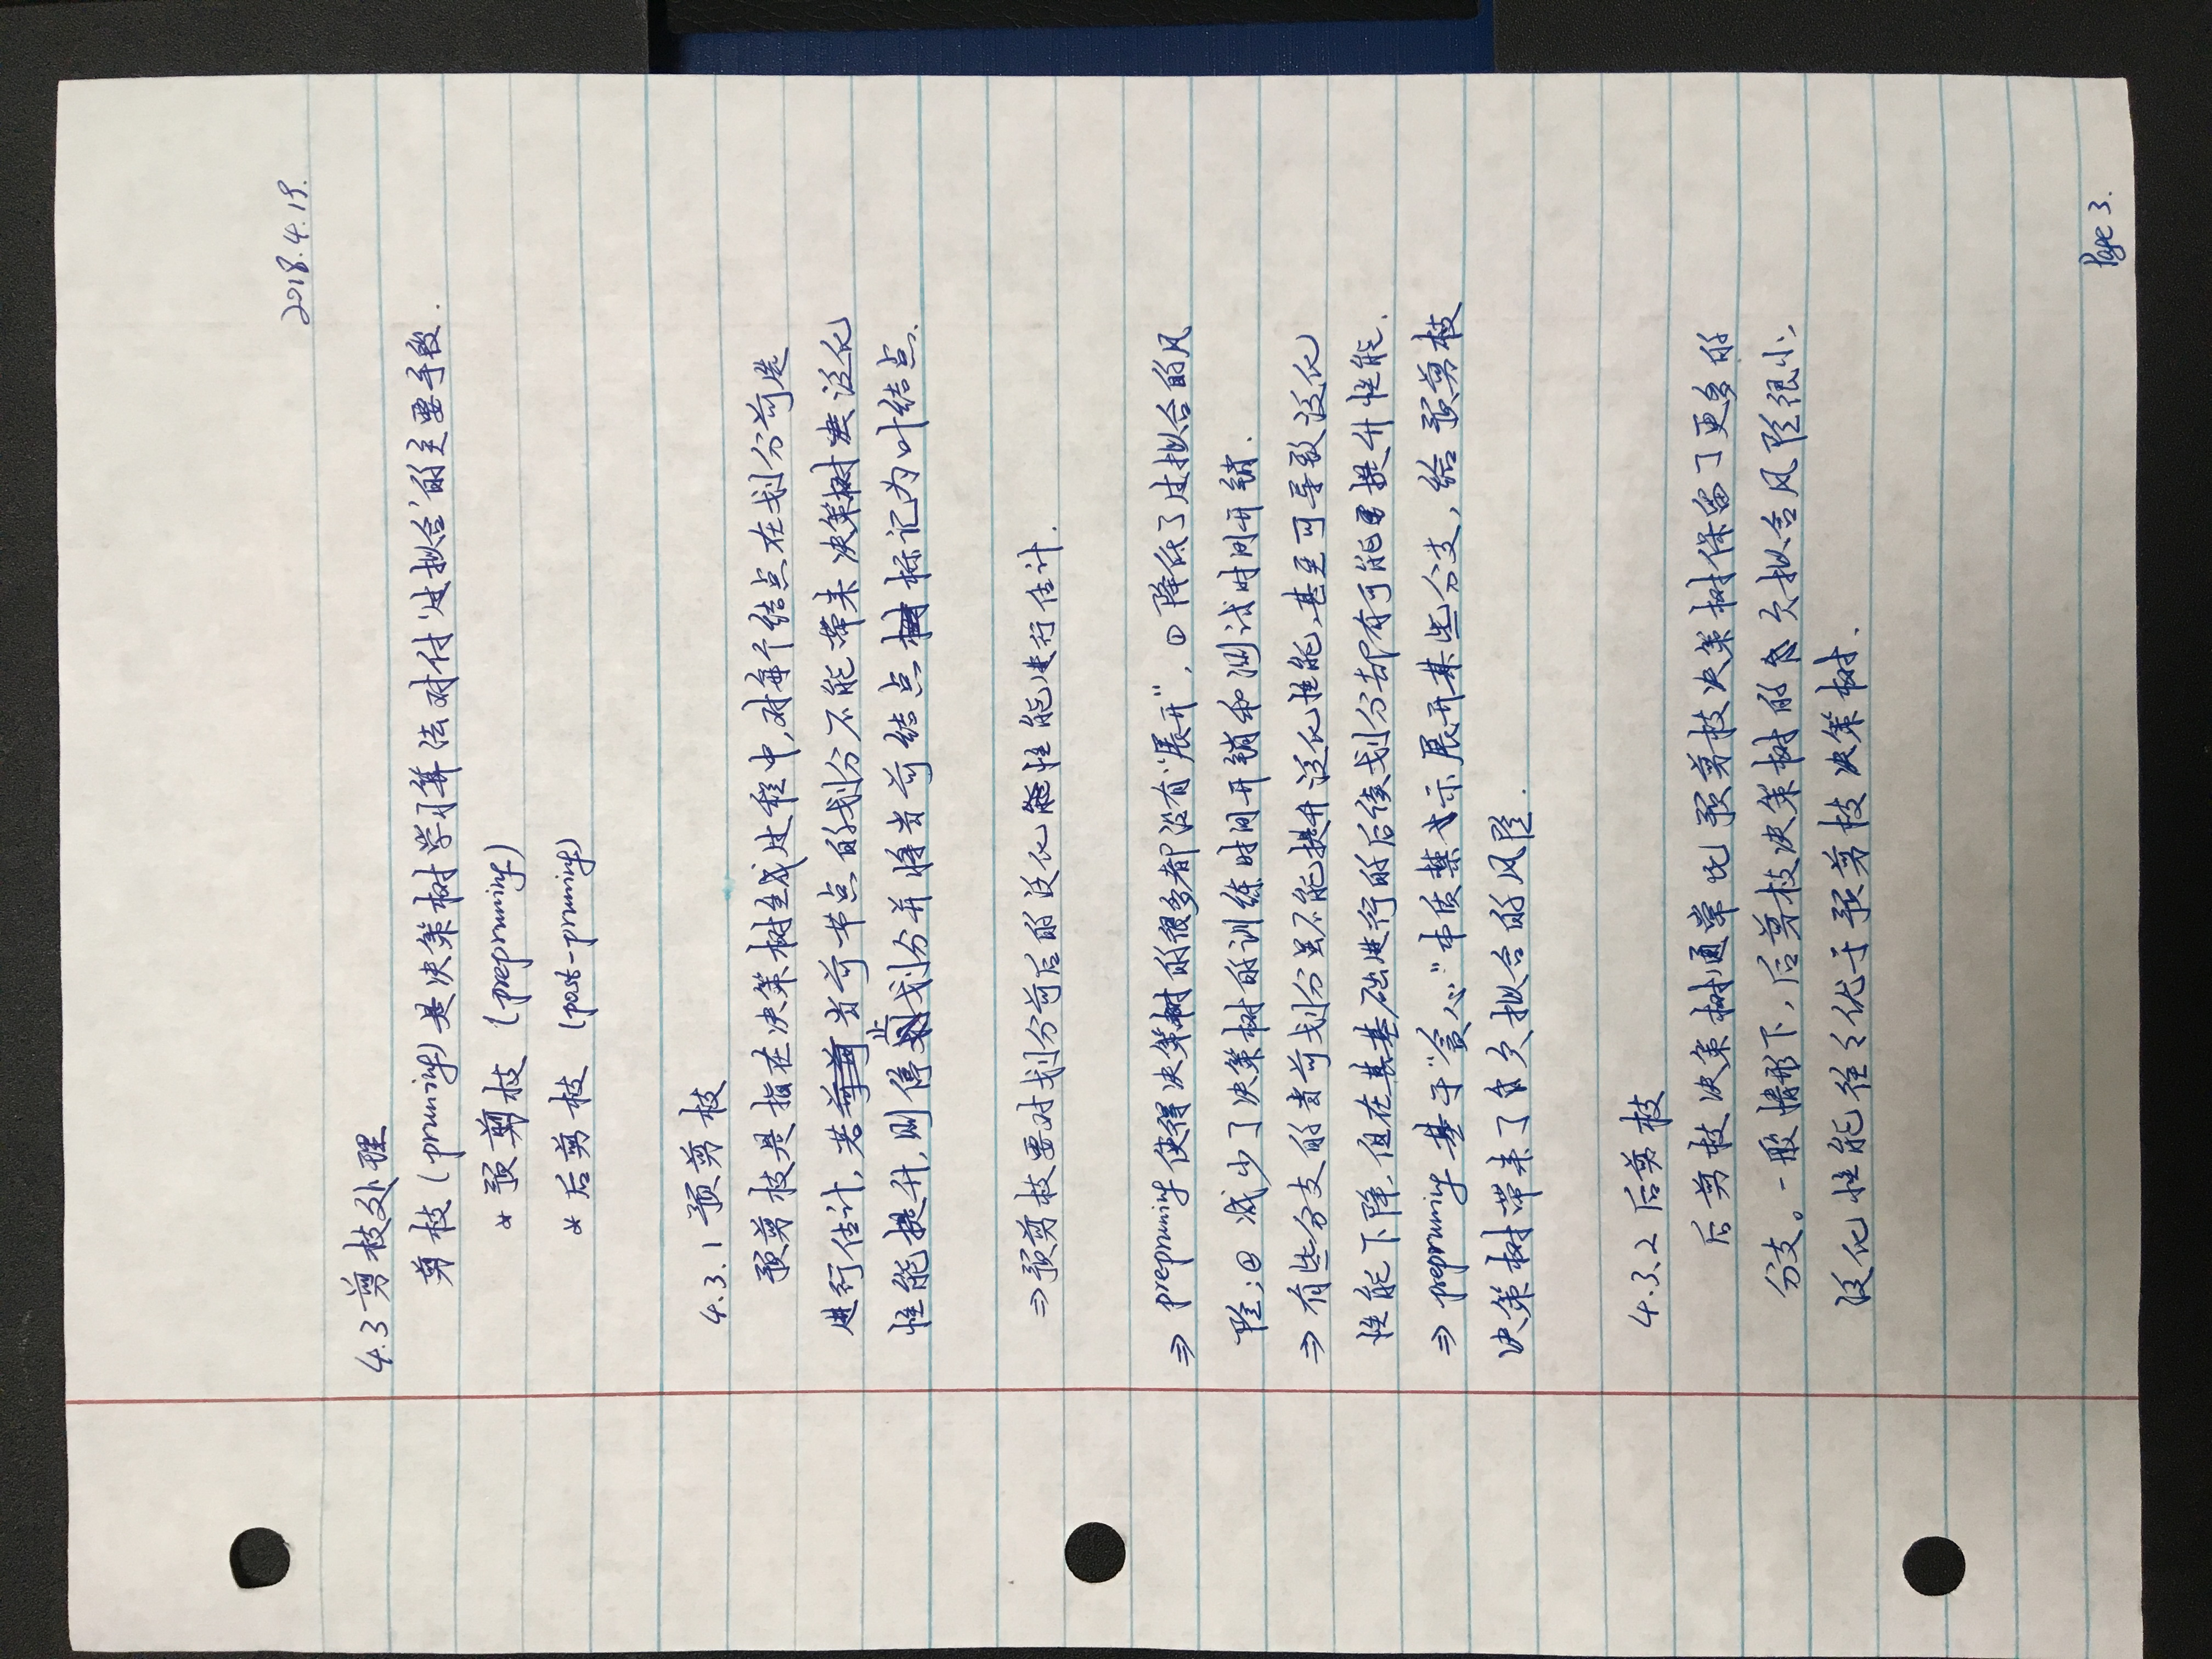 2018.4.19.
4.3 剪枝处理
剪枝 (pruning) 是决策树学习算法对付'过拟合'的主要手段.
* 预剪枝 (prepruning)
* 后剪枝 (post-pruning)
4.3.1 预剪枝
预剪枝是指在决策树生成过程中,对每个结点在划分前先
进行估计,若当前节点的划分不能带来决策树泛化
性能提升,则停止划分并将当前结点标记为叶结点.
⇒预剪枝要对划分前后的泛化性能进行估计.
⇒ prepruning 使得决策树的很多都没有"展开", ① 降低了过拟合的风
险;② 减少了决策树的训练时间开销和测试时间开销.
⇒ 有些分支的当前划分虽不能提升泛化性能,甚至可导致泛化
性能下降,但在其基础进行的后续划分却有可能提升性能.
⇒ prepruning 基于"贪心"本质禁示展开某些分支,给预剪枝
决策树带来了欠拟合的风险.
4.3.2 后剪枝
后剪枝决策树通常比预剪枝决策树保留了更多的
分支。一般情形下,后剪枝决策树的欠拟合风险很小,
泛化性能往々优于预剪枝决策树.
Page 3.